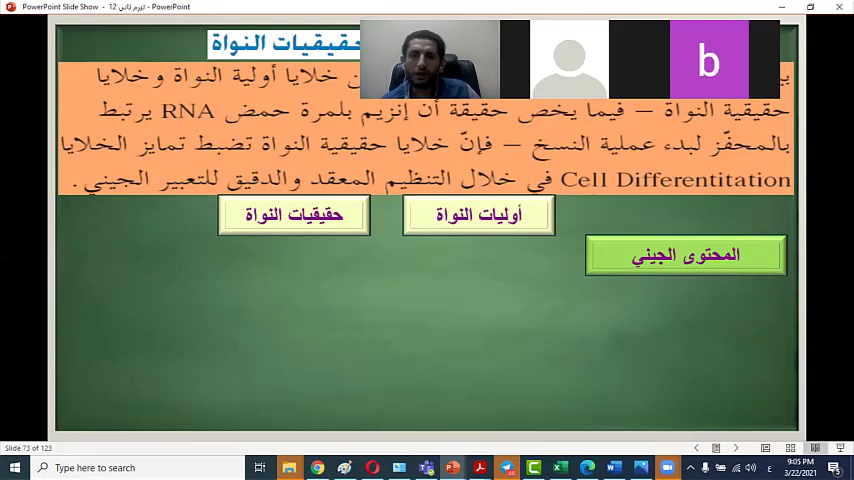 PowerPoint Slide Show - تيرم ثاني 12 - PowerPoint
حقيقيات النواة
b
ن خلايا أولية النواة وخلايا
حقيقية النواة – فيما يخص حقيقة أن إنزيم بلمرة حمض RNA يرتبط
بالمحفّز لبدء عملية النسخ – فإنّ خلايا حقيقية النواة تضبط تمايز الخلايا
Cell Differentitation في خلال التنظيم المعقد والدقيق للتعبير الجيني.
أوليات النواة
حقيقيات النواة
المحتوى الجيني
Slide 73 of 123
Type here to search
ع
9:05 PM
3/22/2021